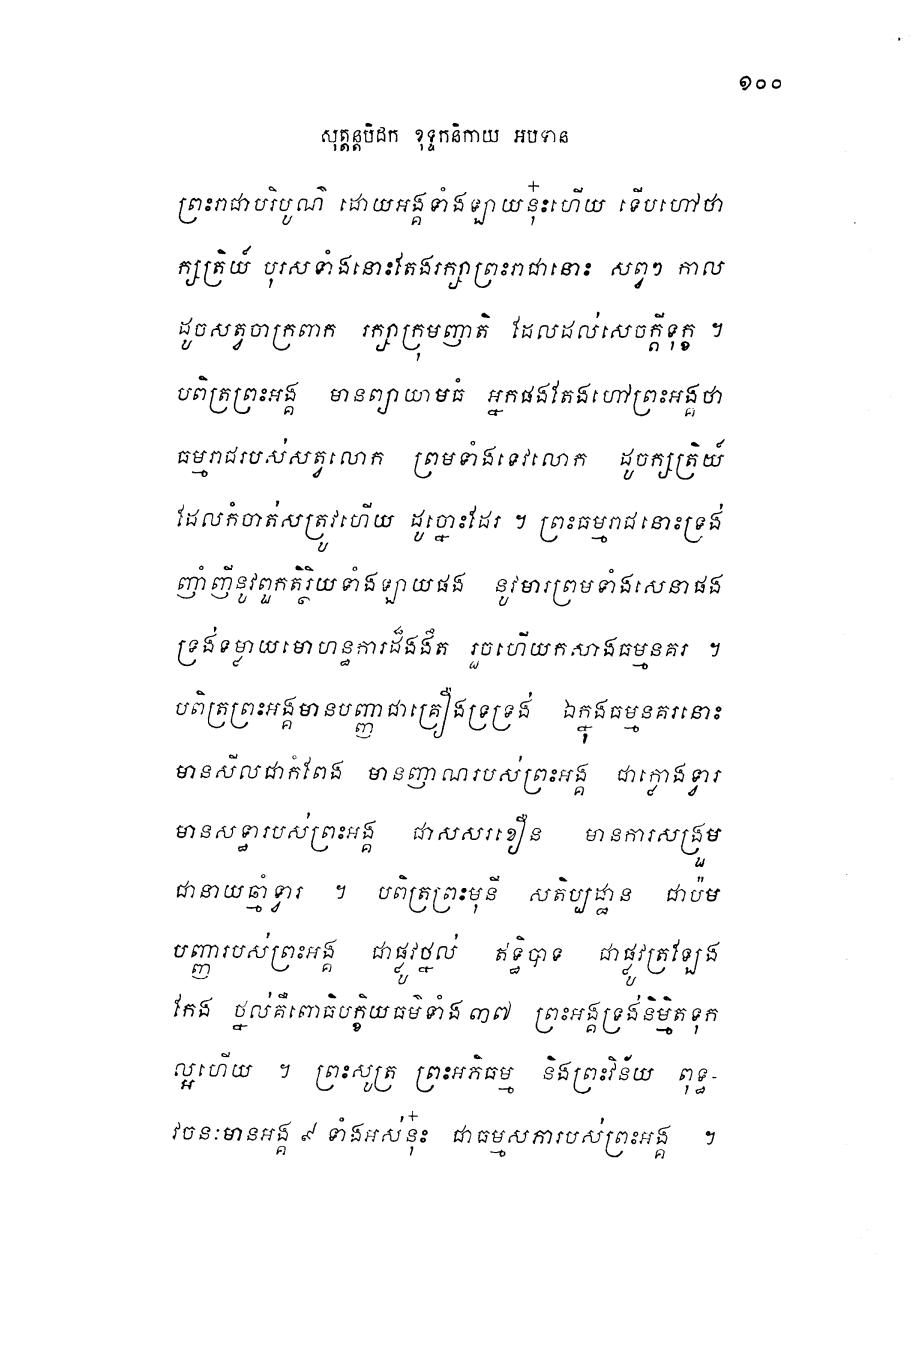 ១០០
សុត្តន្តបិដក ខុទ្ទកនិកាយ អបទាន
ព្រះរាជាបរិបូណ៌ ដោយអង្គទាំងឡាយនុ៎ះហើយ ទើបហៅថា
ក្សត្រិយ៍ បុរសទាំងនោះតែងរក្សាព្រះរាជានោះ សព្វៗ កាល
ដូចសត្វចាក្រពាក រក្សាក្រុមញាតិ ដែលដល់សេចក្តីទុក្ខ ។
បពិត្រព្រះអង្គ មានព្យាយាមធំ អ្នកផងតែងហៅព្រះអង្គថា
ធម្មរាជរបស់សត្វលោក ព្រមទាំងទេវលោក ដូចក្សត្រិយ៍
ដែលកំចាត់សត្រូវហើយ ដូច្នោះដែរ ។ ព្រះធម្មរាជនោះទ្រង់
ញាំញីនូវពួកតិរ្ថិយទាំងឡាយផង នូវមារព្រមទាំងសេនាផង
ទ្រង់ទម្លាយមោហន្ធការដ៏ងងឹត រួចហើយកសាងធម្មនគរ ។
បពិត្រព្រះអង្គមានបញ្ញាជាគ្រឿងទ្រទ្រង់ ឯក្នុងធម្មនគរនោះ
មានសីលជាកំពែង មានញាណរបស់ព្រះអង្គ ជាក្លោងទ្វារ
មានសទ្ធារបស់ព្រះអង្គ ជាសសរខឿន មានការសង្រួម
ជានាយឆ្មាំទ្វារ ។ បពិត្រព្រះមុនី សតិប្បដ្ឋាន ជាប៉ម
បញ្ញារបស់ព្រះអង្គ ជាផ្លូវថ្នល់ ឥទ្ធិបាទ ជាផ្លូវត្រឡែង
កែង ថ្នល់គឺពោធិបក្ខិយធម៌ទាំង ៣៧ ព្រះអង្គទ្រង់និម្មិតទុក
ល្អហើយ ។ ព្រះសូត្រ ព្រះអភិធម្ម និងព្រះវិន័យ ពុទ្ធ-
វចនៈមានអង្គ ៩ ទាំងអស់នុ៎ះ ជាធម្មសភារបស់ព្រះអង្គ ។